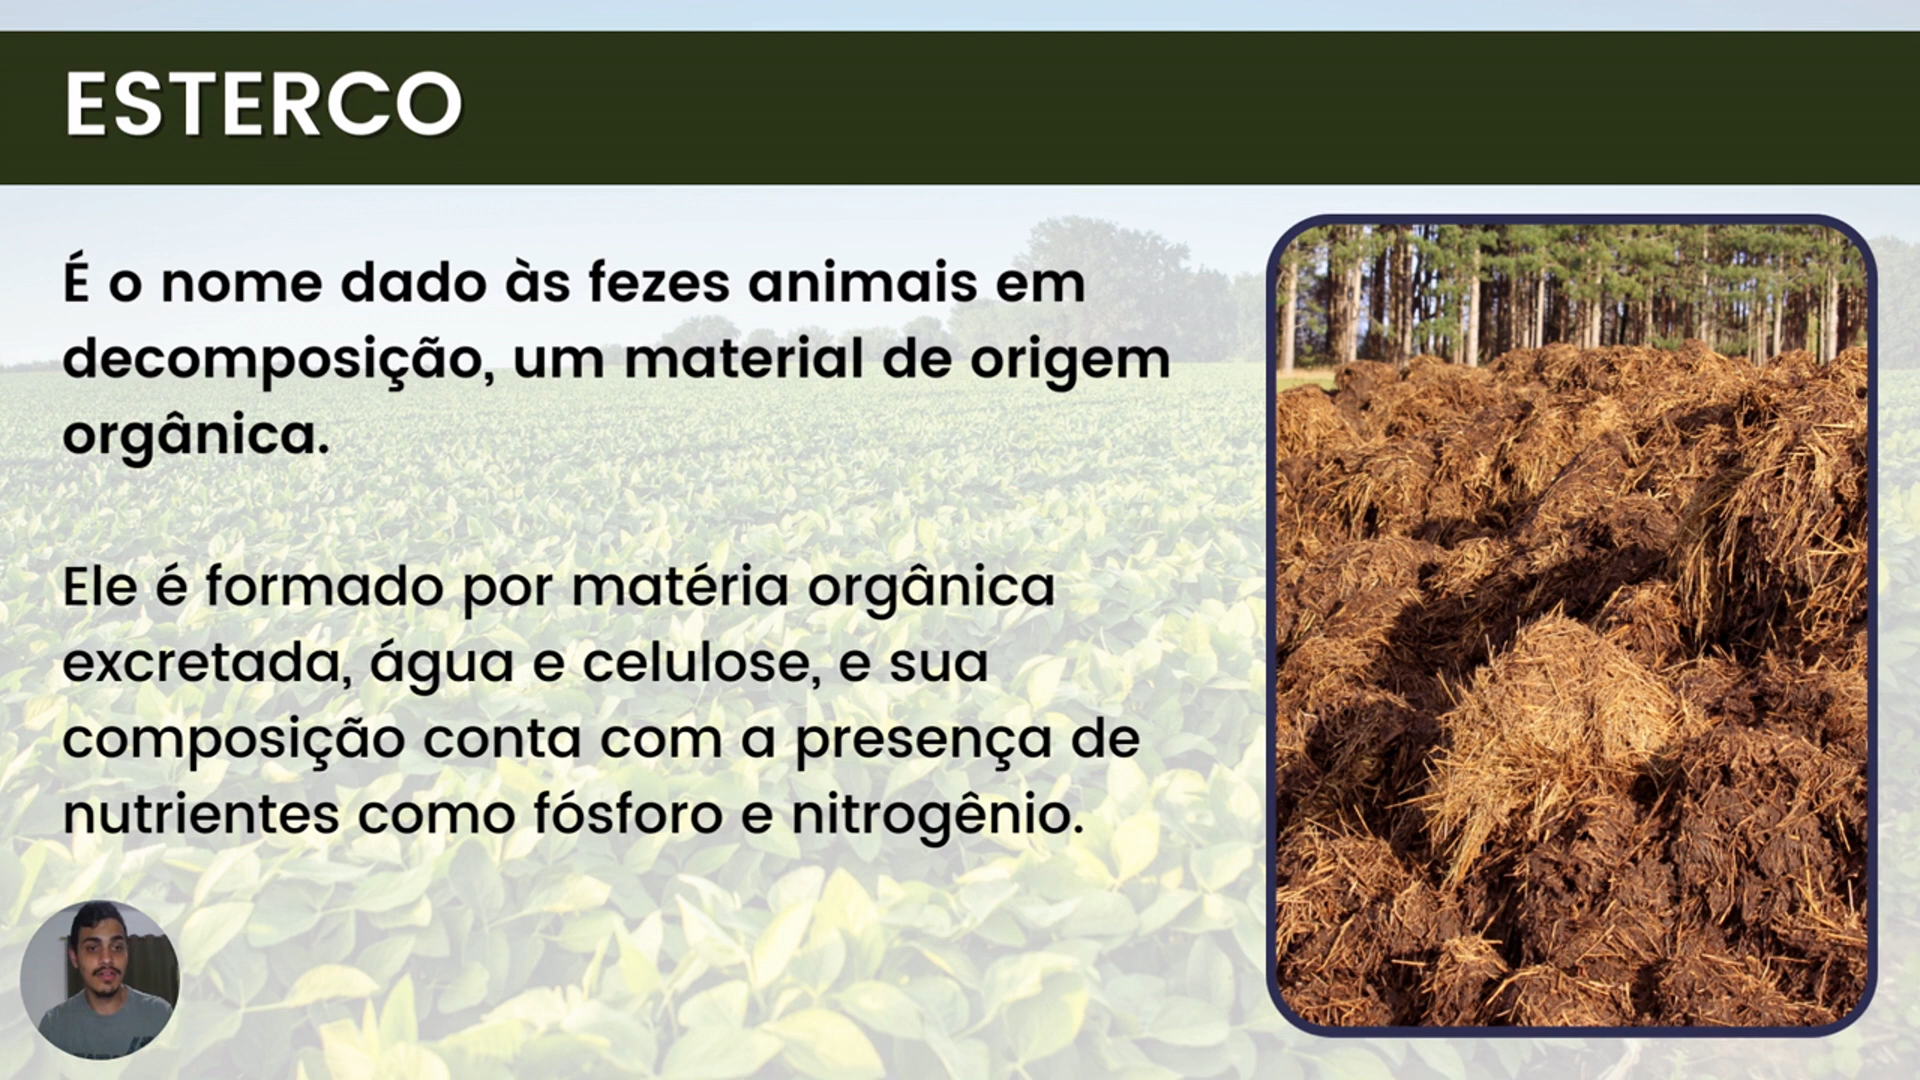 ESTERCO
É o nome dado às fezes animais em
decomposição, um material de origem
orgânica.
Ele é formado por matéria orgânica
excretada, água e celulose, e sua
composição conta com a presença de
nutrientes como fósforo e nitrogênio.